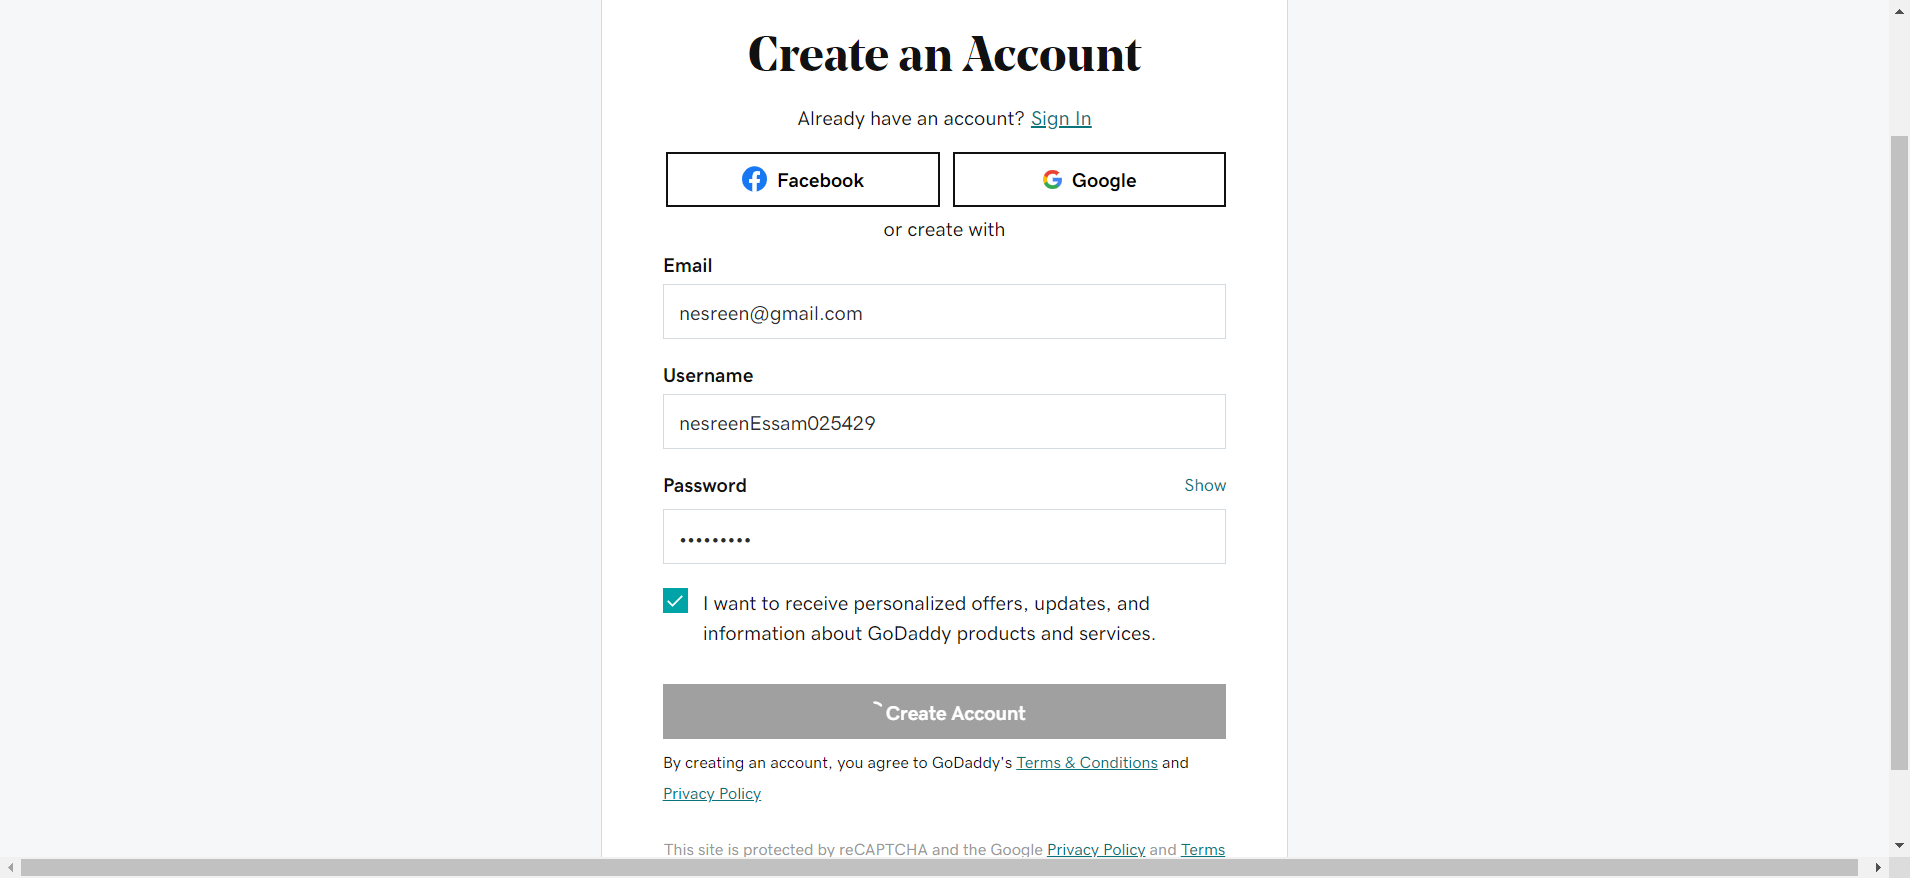 Create an Account
Already have an account? Sign In
Facebook
Google
or create with
Email
nesreen@gmail.com
Username
nesreenEssam025429
Password
Show
•••••••••
I want to receive personalized offers, updates, and
information about GoDaddy products and services.
Create Account
By creating an account, you agree to GoDaddy's Terms & Conditions and
Privacy Policy
This site is protected by reCAPTCHA and the Google Privacy Policy and Terms